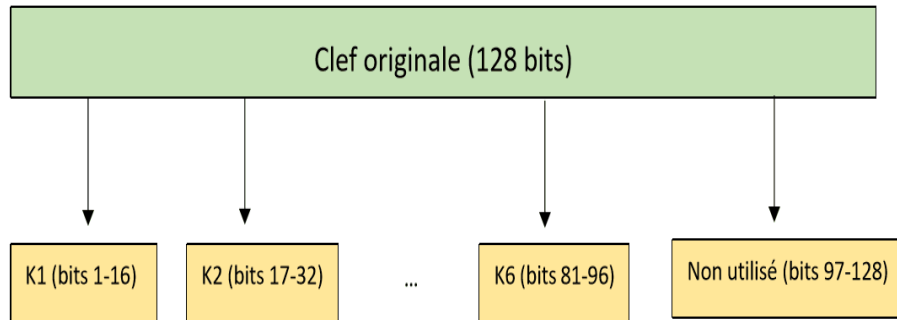 Clef originale (128 bits)
K1 (bits 1-16)
K2 (bits 17-32)
...
K6 (bits 81-96)
Non utilisé (bits 97-128)